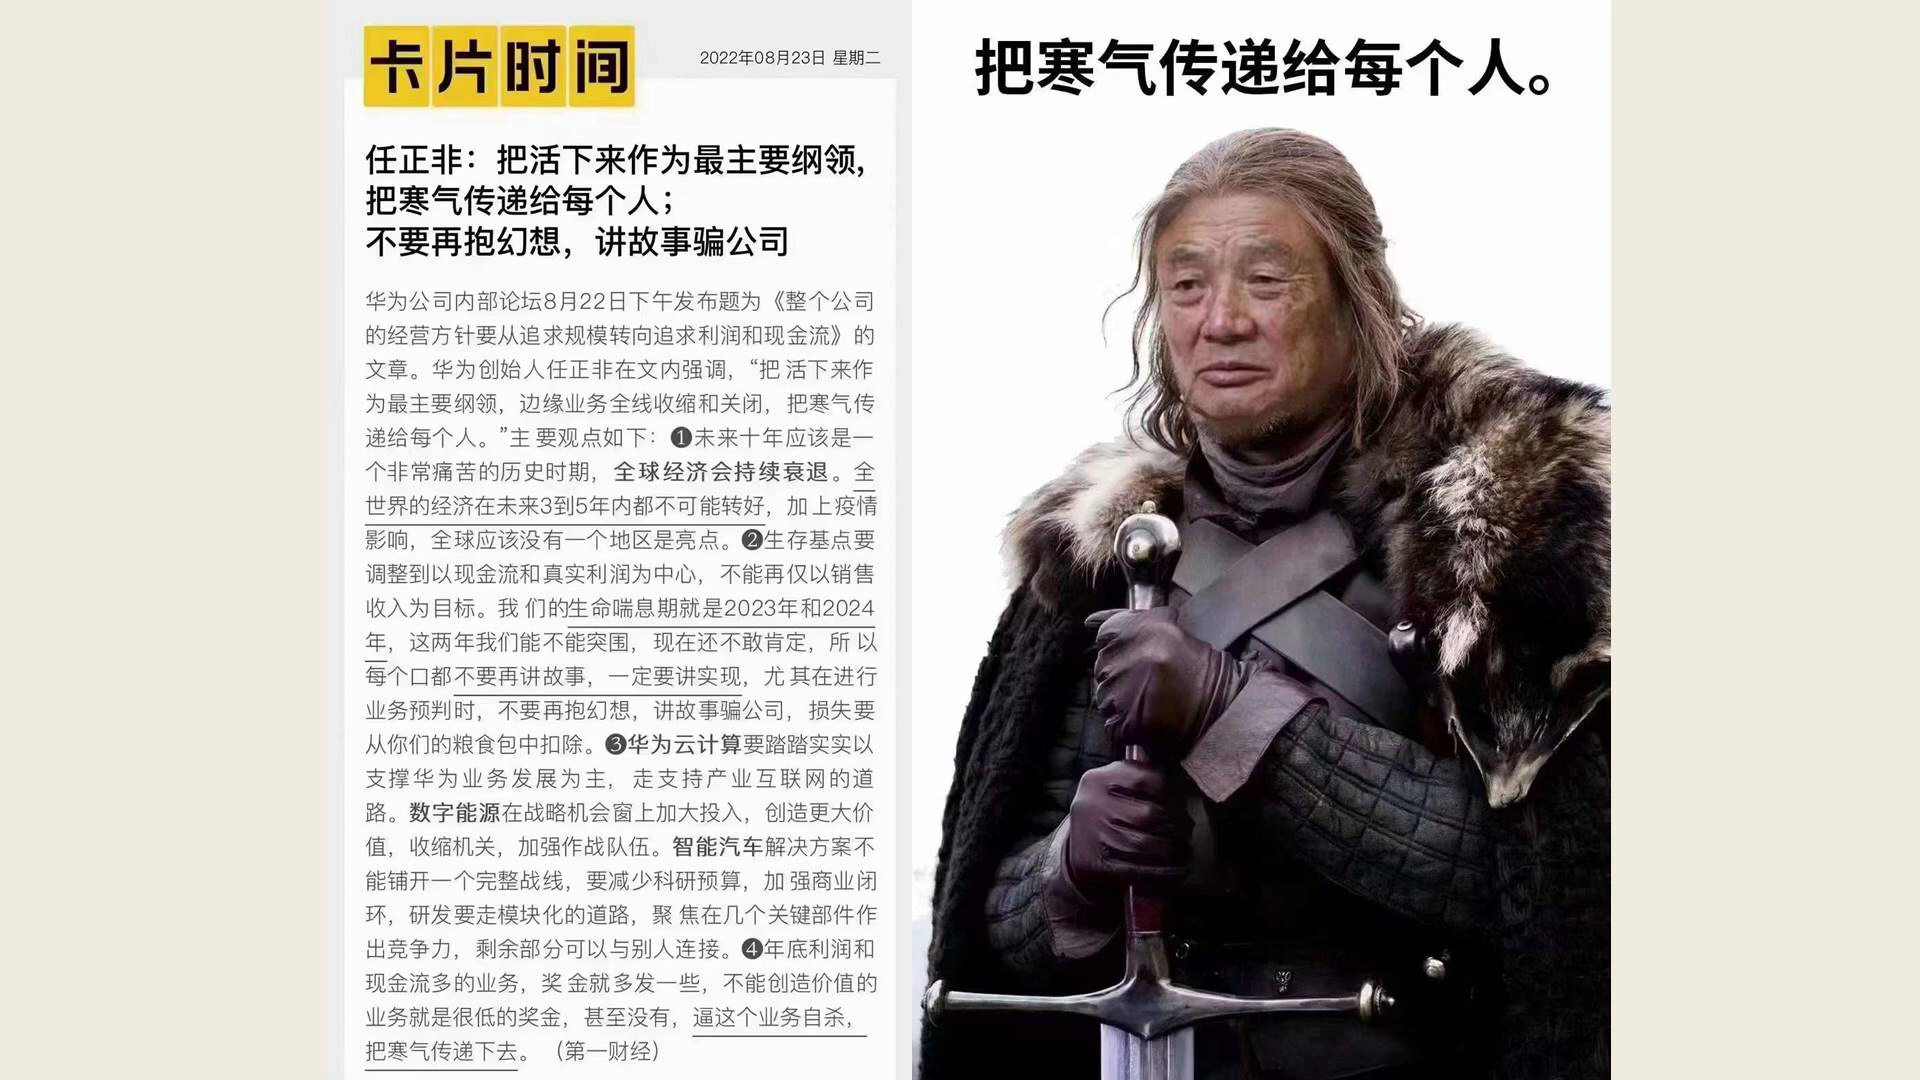 卡片时间
2022年08月23日 星期二
任正非：把活下来作为最主要纲领，
把寒气传递给每个人；
不要再抱幻想，讲故事骗公司
华为公司内部论坛8月22日下午发布题为《整个公司
的经营方针要从追求规模转向追求利润和现金流》的
文章。华为创始人任正非在文内强调，“把活下来作
为最主要纲领，边缘业务全线收缩和关闭，把寒气传
递给每个人。”主要观点如下：❶未来十年应该是一
个非常痛苦的历史时期，全球经济会持续衰退。全
世界的经济在未来3到5年内都不可能转好，加上疫情
影响，全球应该没有一个地区是亮点。❷生存基点要
调整到以现金流和真实利润为中心，不能再仅以销售
收入为目标。我们的生命喘息期就是2023年和2024
年，这两年我们能不能突围，现在还不敢肯定，所以
每个口都不要再讲故事，一定要讲实现，尤其在进行
业务预判时，不要再抱幻想，讲故事骗公司，损失要
从你们的粮食包中扣除。❸华为云计算要踏踏实实以
支撑华为业务发展为主，走支持产业互联网的道
路。数字能源在战略机会窗上加大投入，创造更大价
值，收缩机关，加强作战队伍。智能汽车解决方案不
能铺开一个完整战线，要减少科研预算，加强商业闭
环，研发要走模块化的道路，聚焦在几个关键部件作
出竞争力，剩余部分可以与别人连接。❹年底利润和
现金流多的业务，奖金就多发一些，不能创造价值的
业务就是很低的奖金，甚至没有，逼这个业务自杀，
把寒气传递下去。（第一财经）
把寒气传递给每个人。